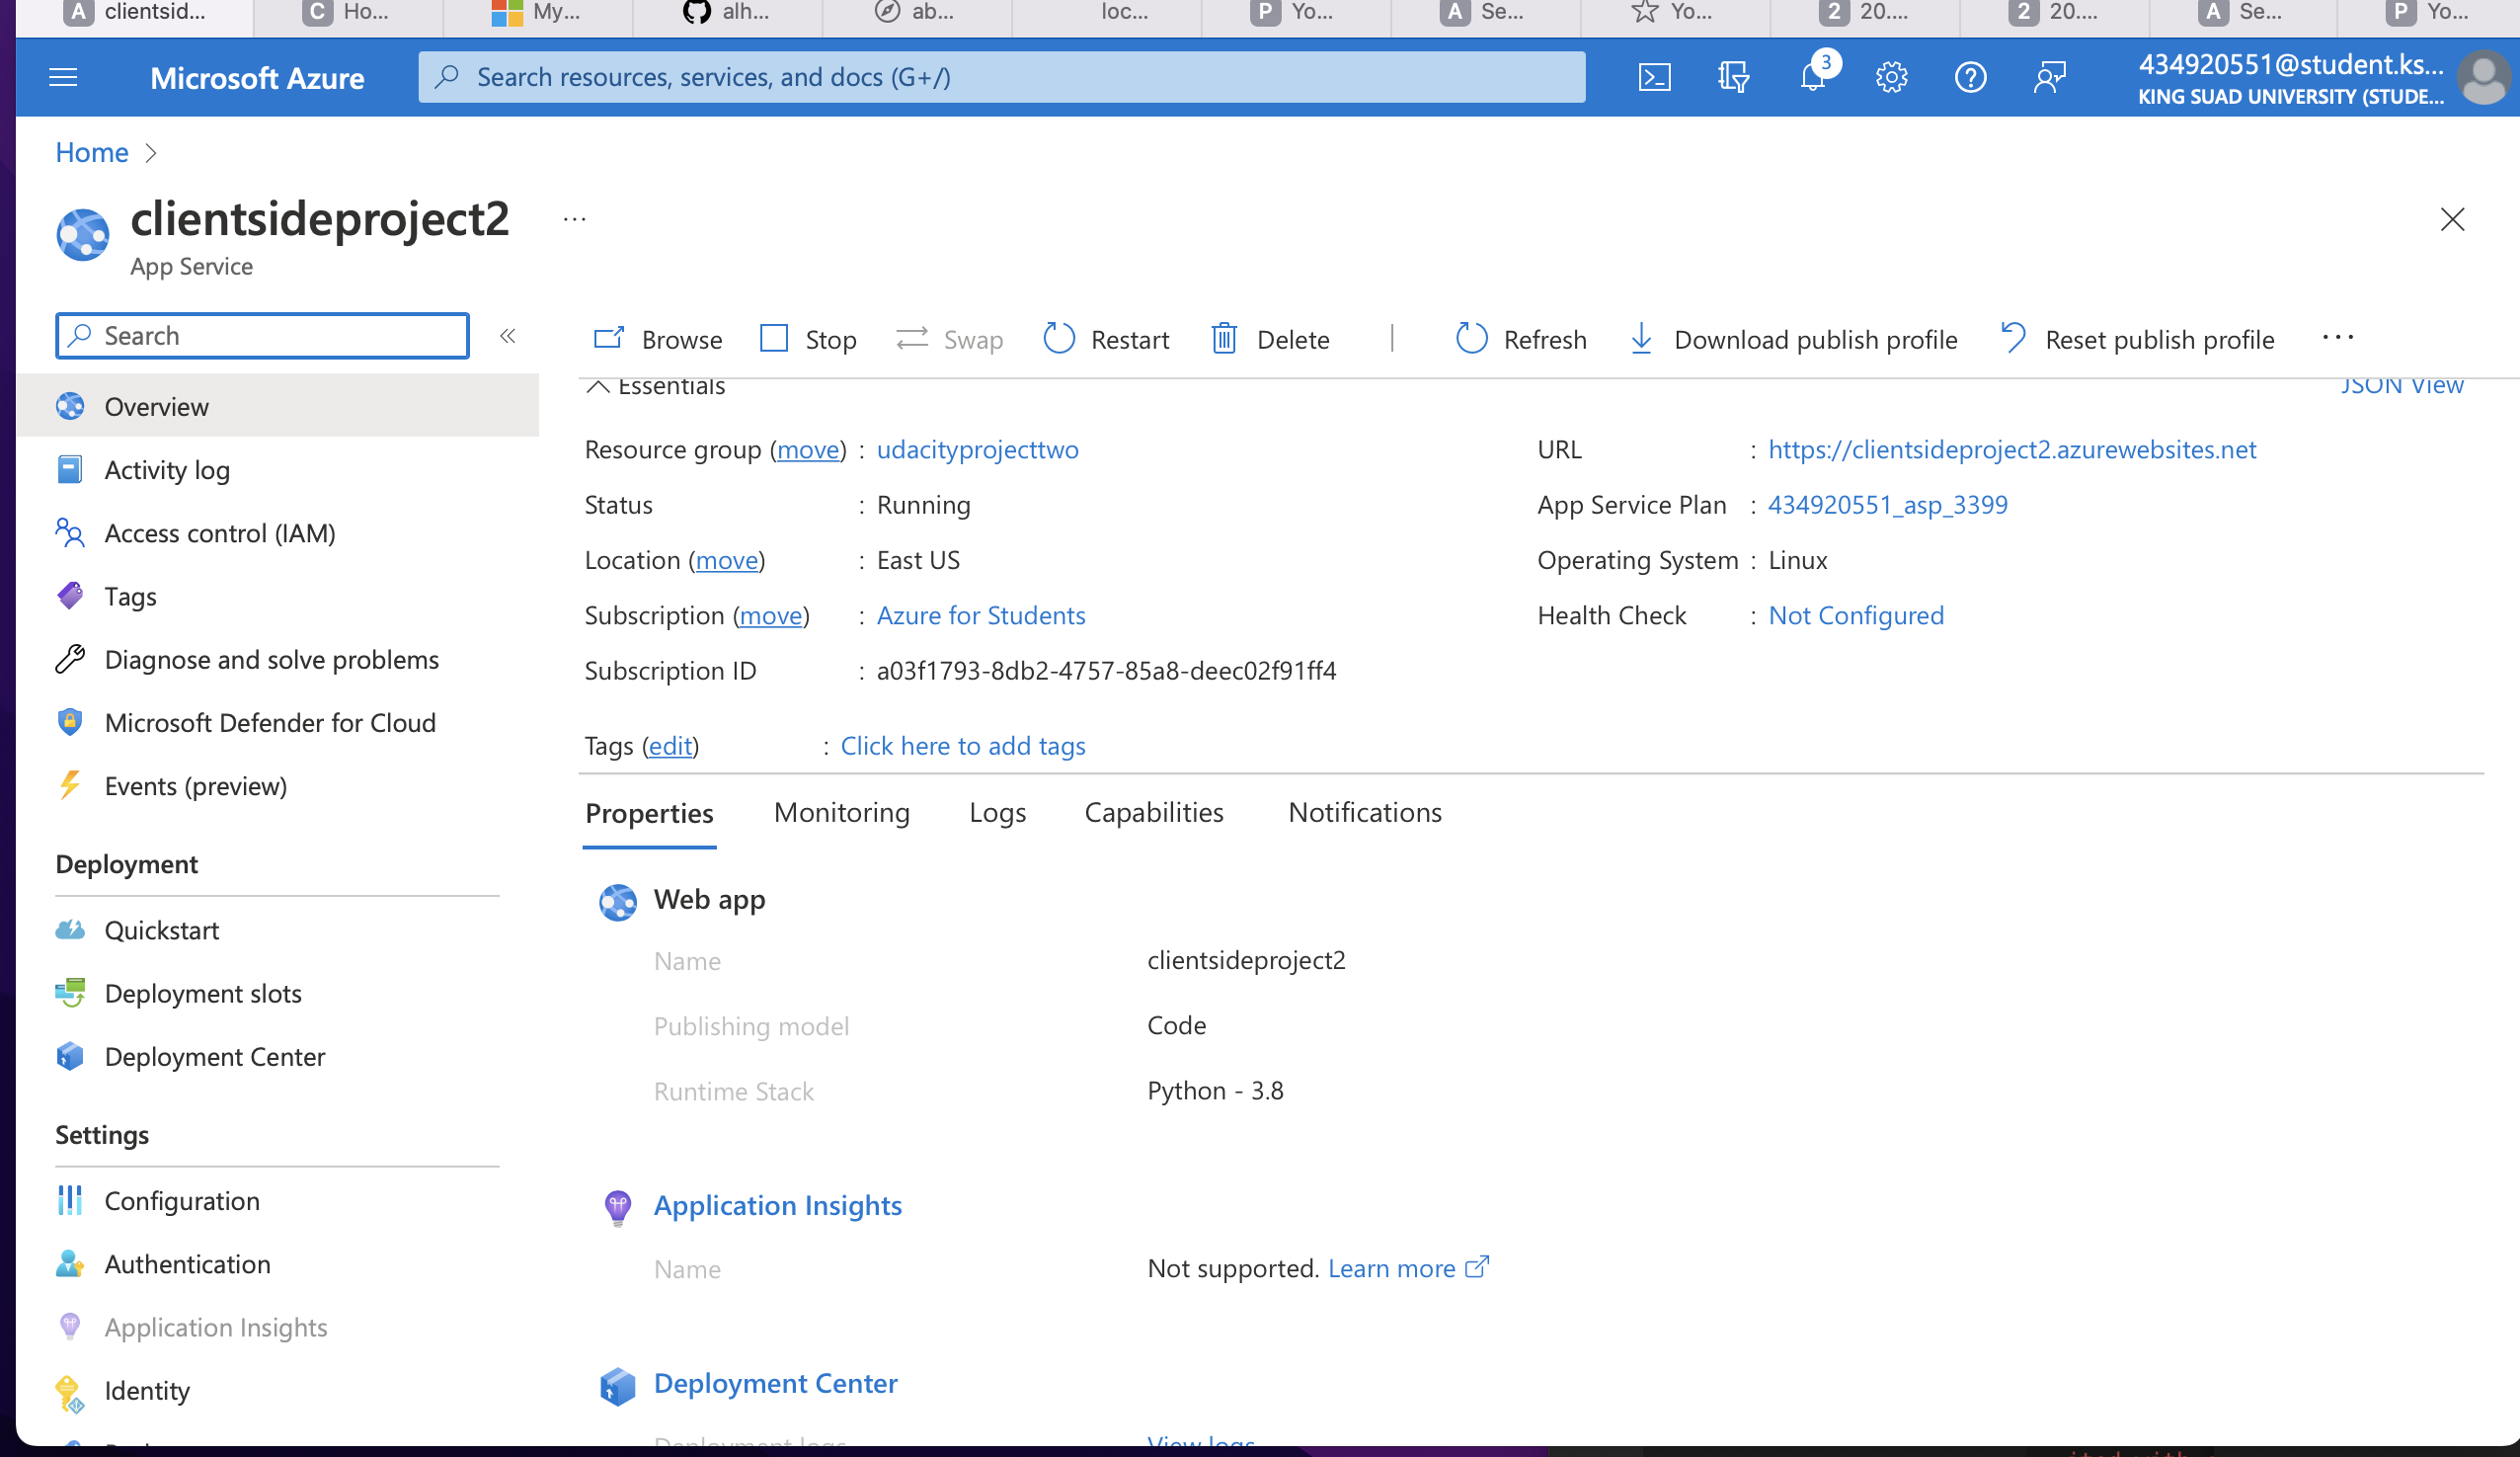 A clientsid... C Ho... My... alh... ab... loc... P Yo... A Se... Yo... 2 20.... 2 20.... A Se... P Yo...
Microsoft Azure Search resources, services, and docs (G+/) 3 434920551@student.ks...
KING SUAD UNIVERSITY (STUDE...
Home
clientsideproject2 ...
App Service
Search «
Browse Stop Swap Restart Delete | Refresh Download publish profile Reset publish profile ...
Essentials JSON View
Overview
Activity log
Access control (IAM)
Tags
Diagnose and solve problems
Microsoft Defender for Cloud
Events (preview)
Deployment
Quickstart
Deployment slots
Deployment Center
Settings
Configuration
Authentication
Application Insights
Identity
Resource group (move) : udacityprojecttwo
Status : Running
Location (move) : East US
Subscription (move) : Azure for Students
Subscription ID : a03f1793-8db2-4757-85a8-deec02f91ff4
Tags (edit) : Click here to add tags
URL : https://clientsideproject2.azurewebsites.net
App Service Plan : 434920551_asp_3399
Operating System : Linux
Health Check : Not Configured
Properties Monitoring Logs Capabilities Notifications
Web app
Name clientsideproject2
Publishing model Code
Runtime Stack Python - 3.8
Application Insights
Name Not supported. Learn more
Deployment Center
Deployment logs View logs